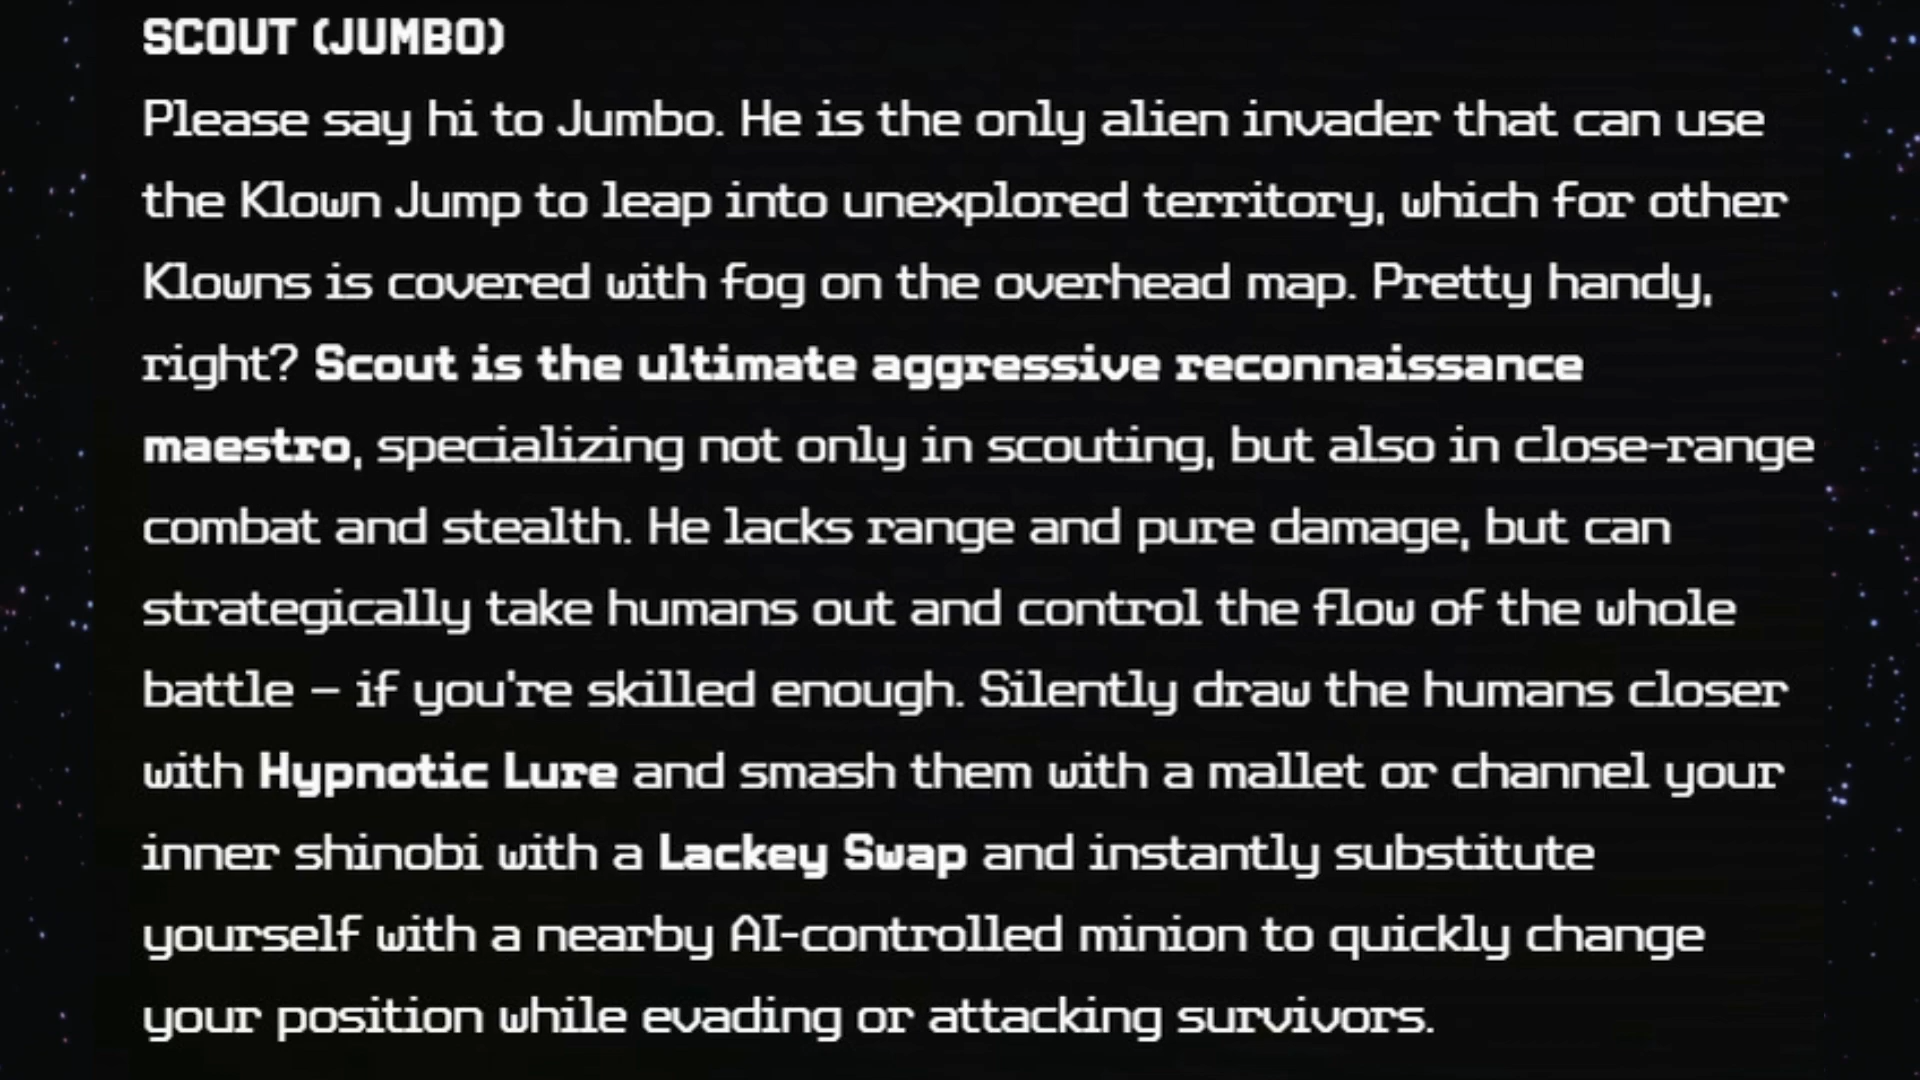 SCOUT (JUMBO)
Please say hi to Jumbo. He is the only alien invader that can use
the Klown Jump to leap into unexplored territory, which for other
Klowns is covered with fog on the overhead map. Pretty handy,
right? Scout is the ultimate aggressive reconnaissance
maestro, specializing not only in scouting, but also in close-range
combat and stealth. He lacks range and pure damage, but can
strategically take humans out and control the flow of the whole
battle – if you're skilled enough. Silently draw the humans closer
with Hypnotic Lure and smash them with a mallet or channel your
inner shinobi with a Lackey Swap and instantly substitute
yourself with a nearby AI-controlled minion to quickly change
your position while evading or attacking survivors.